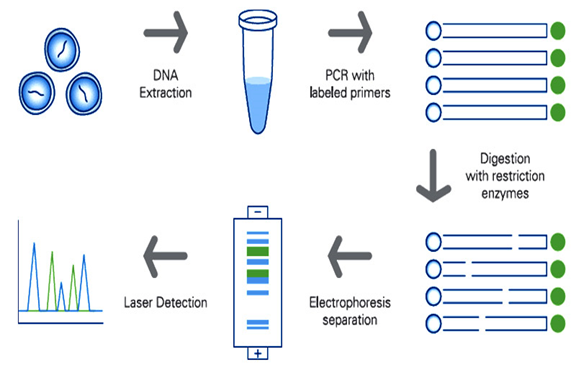 DNA
Extraction
PCR with
labeled primers
Digestion
with restriction
enzymes
Electrophoresis
separation
Laser Detection
−
+